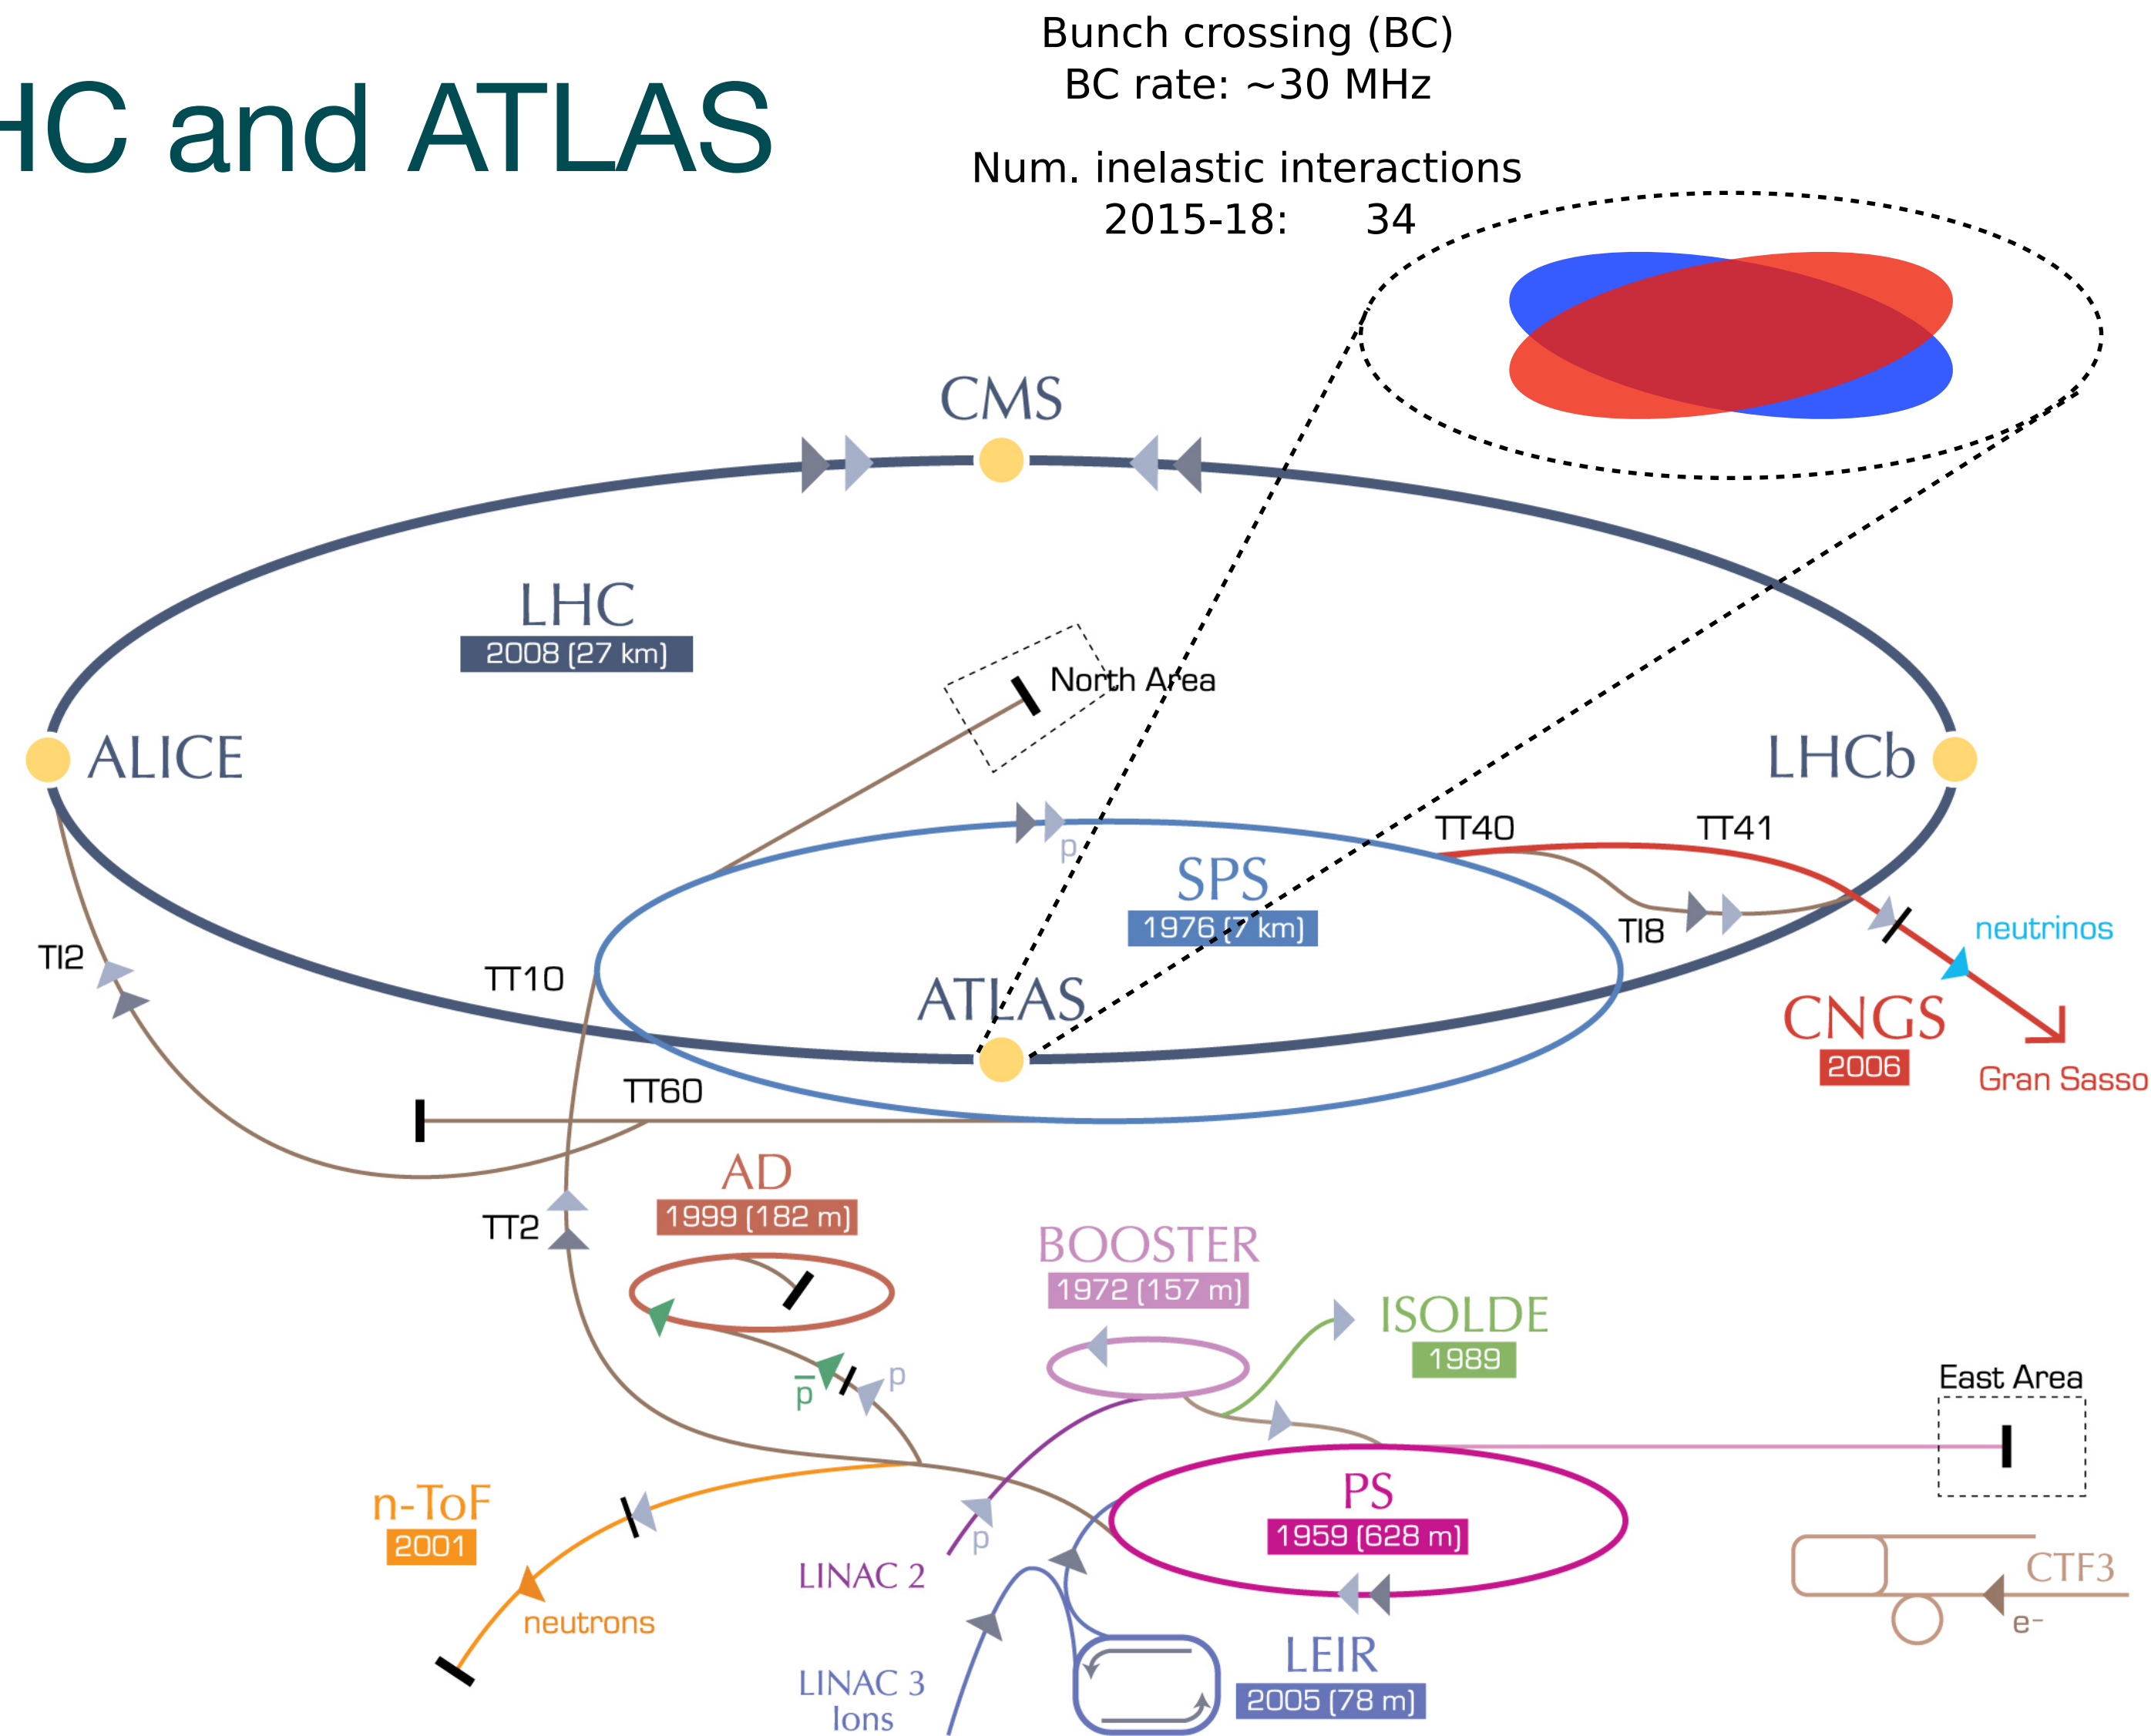 HC and ATLAS
Bunch crossing (BC)
BC rate: ~30 MHz
Num. inelastic interactions
2015-18: 34
CMS
LHC
2008 (27 km)
North Area
ALICE
LHCb
p
TT40
TT41
SPS
1976 (7 km)
TI8
neutrinos
TI2
TT10
ATLAS
CNGS
2006
Gran Sasso
TT60
AD
1999 (182 m)
TT2
BOOSTER
1972 (157 m)
ISOLDE
1989
p̅
p
East Area
n-ToF
2001
PS
1959 (628 m)
p
LINAC 2
neutrons
CTF3
e⁻
LEIR
2005 (78 m)
LINAC 3
Ions